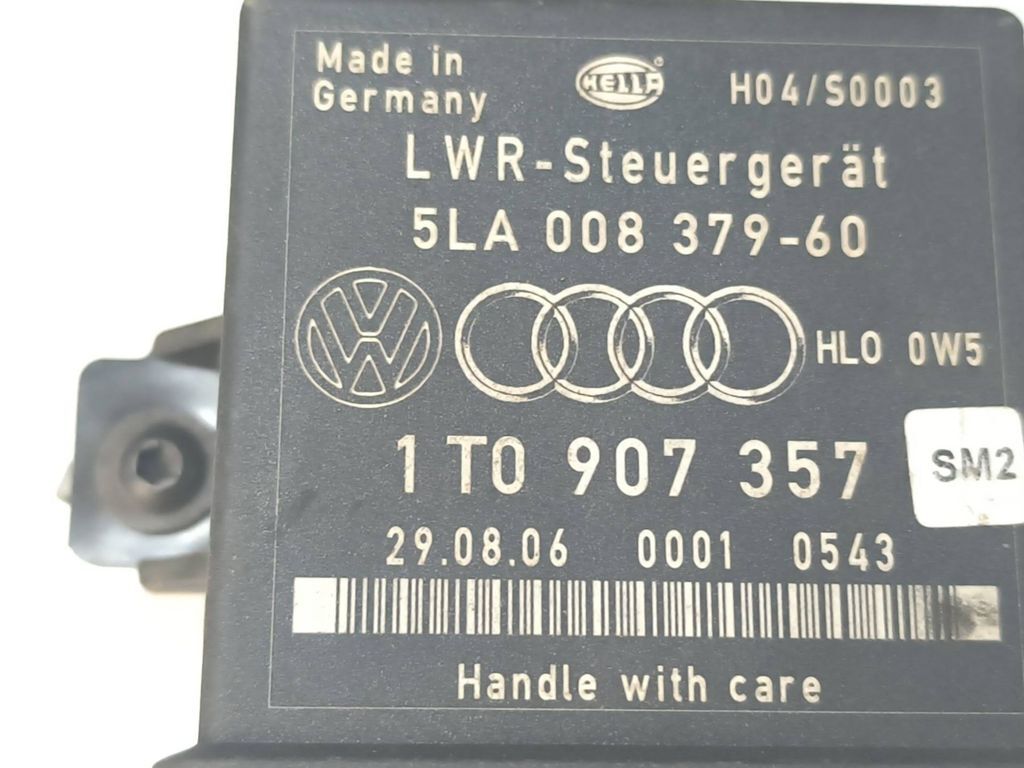 Made in
Germany
HELLA
H04/S0003
LWR-Steuergerät
5LA 008 379-60
HL0 0W5
1T0 907 357
SM2
29.08.06 0001 0543
Handle with care